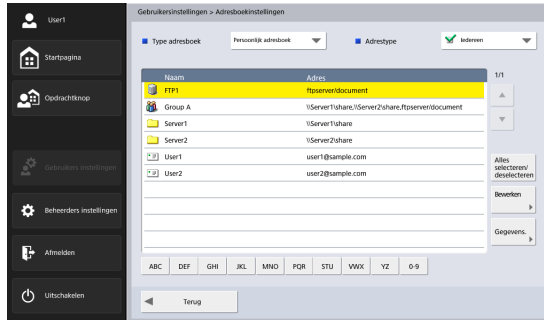 User1
Startpagina
Opdrachtknop
Gebruikers instellingen
Beheerders instellingen
Afmelden
Uitschakelen
Gebruikersinstellingen > Adresboekinstellingen
Type adresboek
Persoonlijk adresboek
Adrestype
Iedereen
Naam Adres
FTP1 ftpserver/document
Group A \\Server1\share,\\Server2\share,ftpserver/document
Server1 \\Server1\share
Server2 \\Server2\share
User1 user1@sample.com
User2 user2@sample.com
1/1
Alles
selecteren/
deselecteren
Bewerken
Gegevens.
ABC DEF GHI JKL MNO PQR STU VWX YZ 0-9
Terug